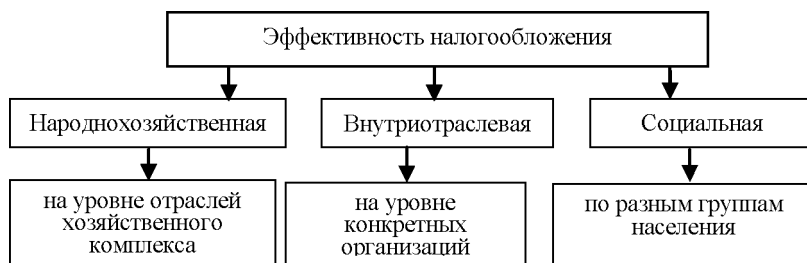 Эффективность налогообложения
Народнохозяйственная
Внутриотраслевая
Социальная
на уровне отраслей
хозяйственного
комплекса
на уровне
конкретных
организаций
по разным группам
населения